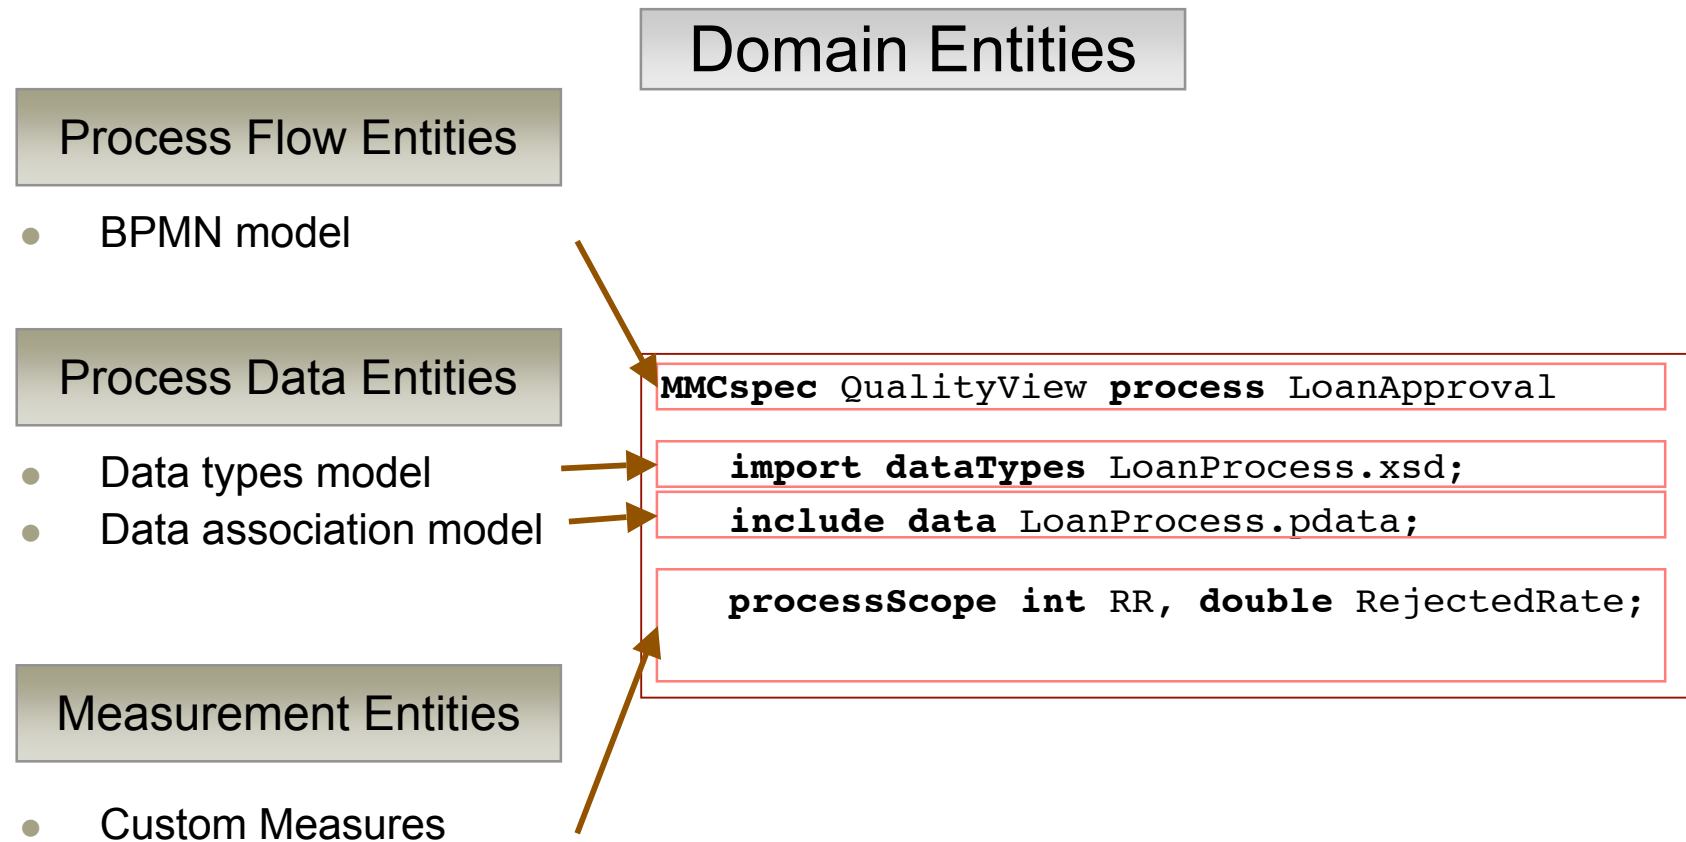 Domain Entities
Process Flow Entities
BPMN model
Process Data Entities
Data types model
Data association model
Measurement Entities
Custom Measures
MMCspec QualityView process LoanApproval
import dataTypes LoanProcess.xsd;
include data LoanProcess.pdata;
processScope int RR, double RejectedRate;